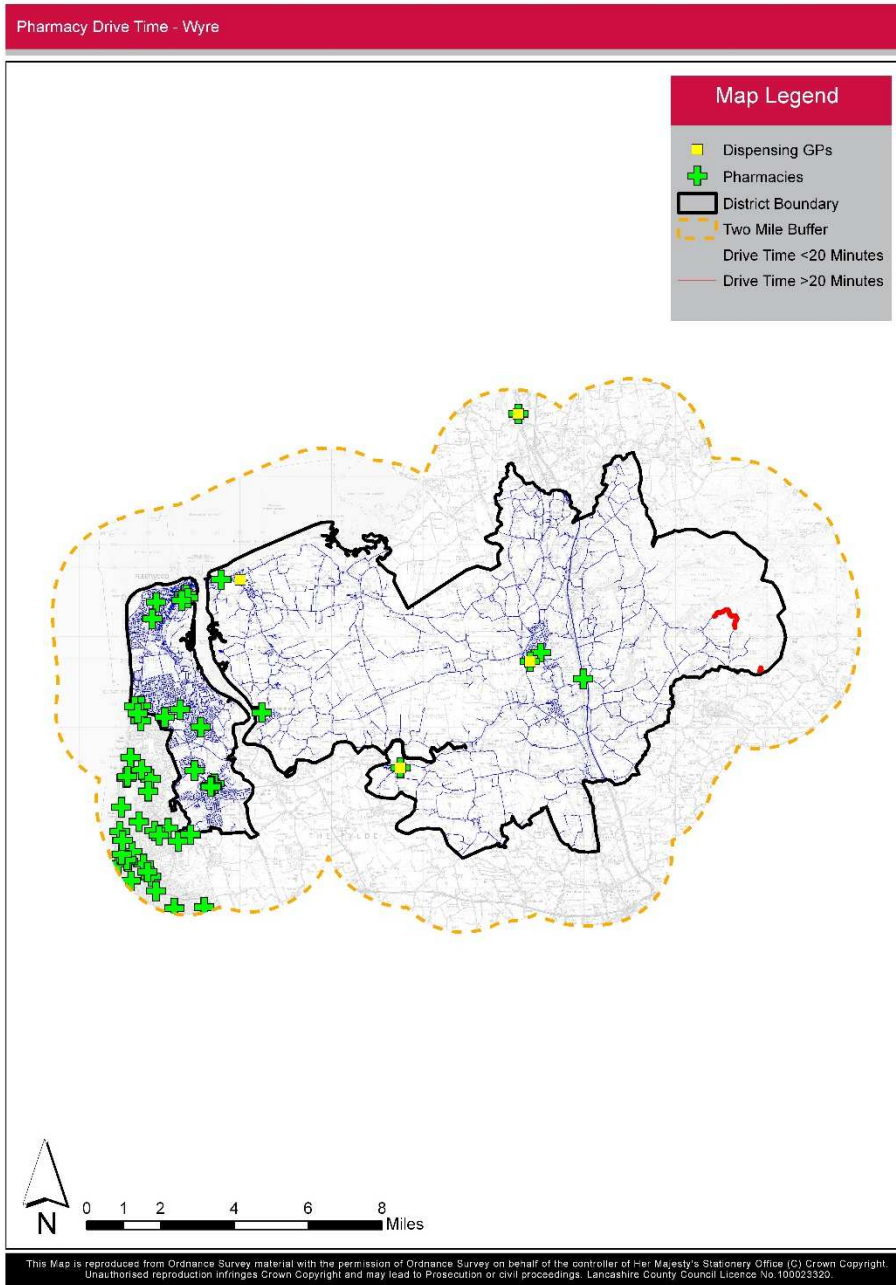 Pharmacy Drive Time - Wyre
Map Legend
Dispensing GPs
Pharmacies
District Boundary
Two Mile Buffer
Drive Time <20 Minutes
Drive Time >20 Minutes
N
0 1 2 4 6 8
Miles
This Map is reproduced from Ordnance Survey material with the permission of Ordnance Survey on behalf of the controller of Her Majesty's Stationery Office (C) Crown Copyright.
Unauthorised reproduction infringes Crown Copyright and may lead to Prosecution or civil proceedings. Lancashire County Council Licence No.100023320.